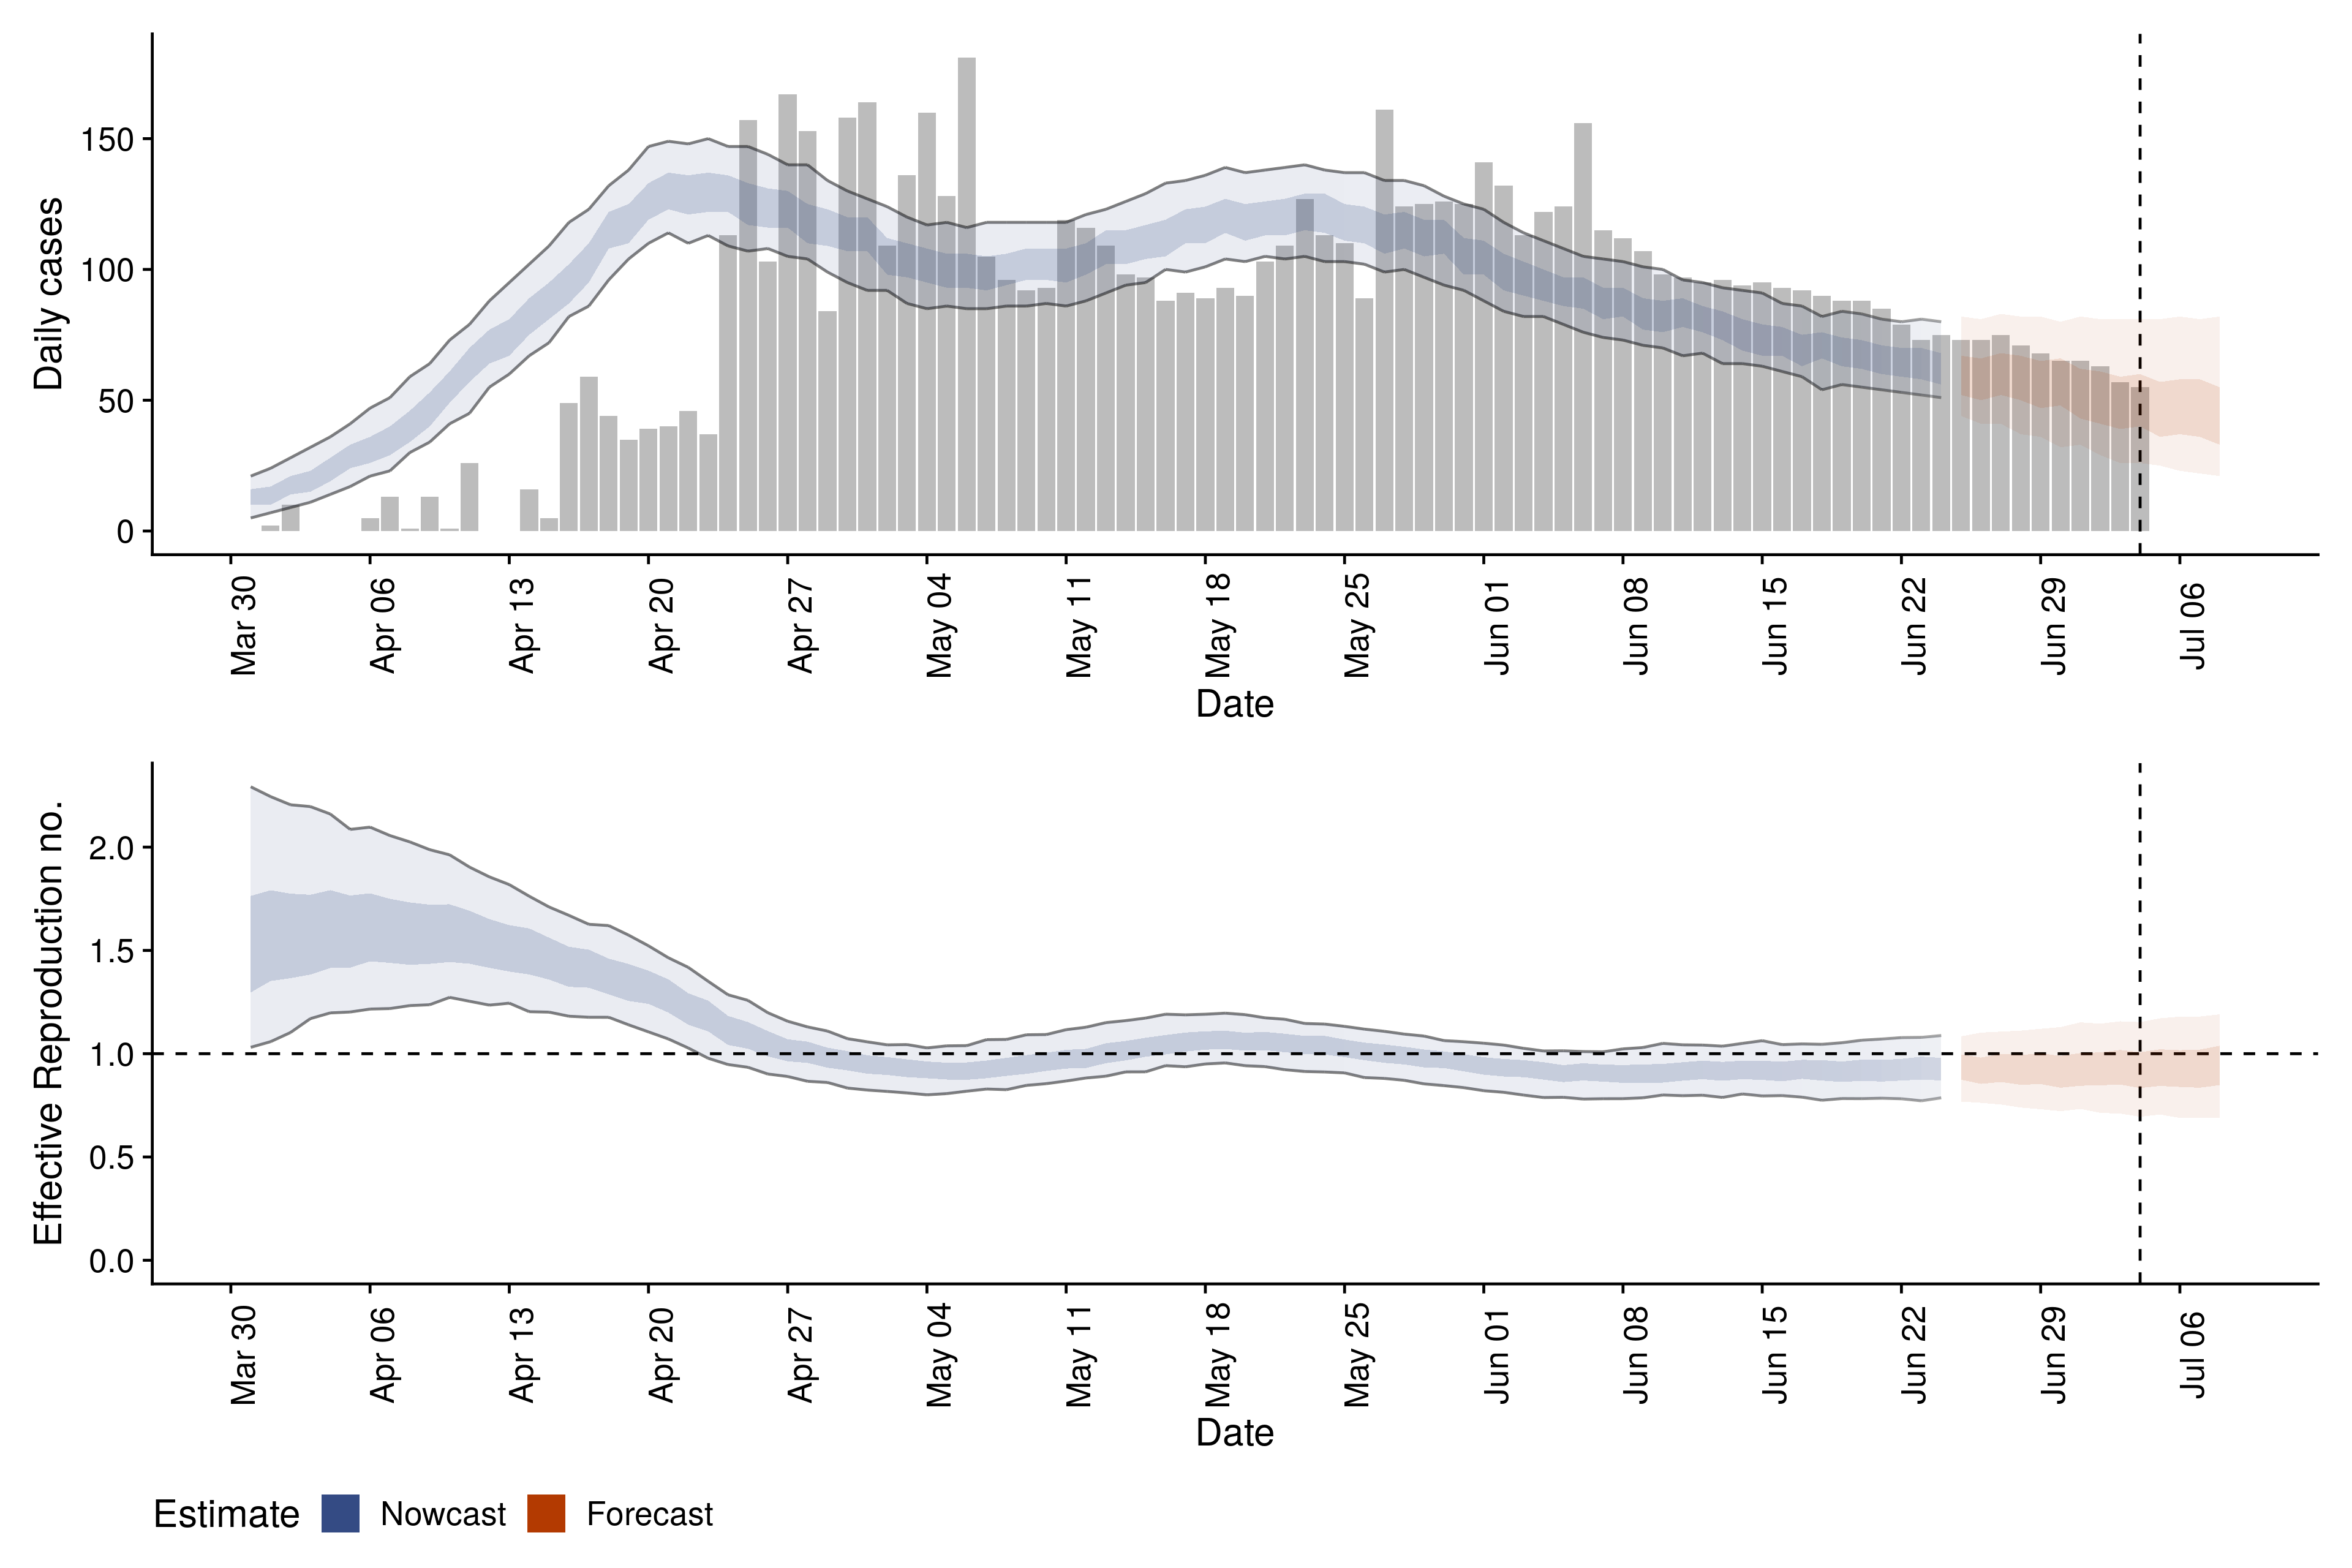 Daily cases
150
100
50
0
Mar 30
Apr 06
Apr 13
Apr 20
Apr 27
May 04
May 11
May 18
May 25
Jun 01
Jun 08
Jun 15
Jun 22
Jun 29
Jul 06
Date
Effective Reproduction no.
2.0
1.5
1.0
0.5
0.0
Mar 30
Apr 06
Apr 13
Apr 20
Apr 27
May 04
May 11
May 18
May 25
Jun 01
Jun 08
Jun 15
Jun 22
Jun 29
Jul 06
Date
Estimate Nowcast Forecast